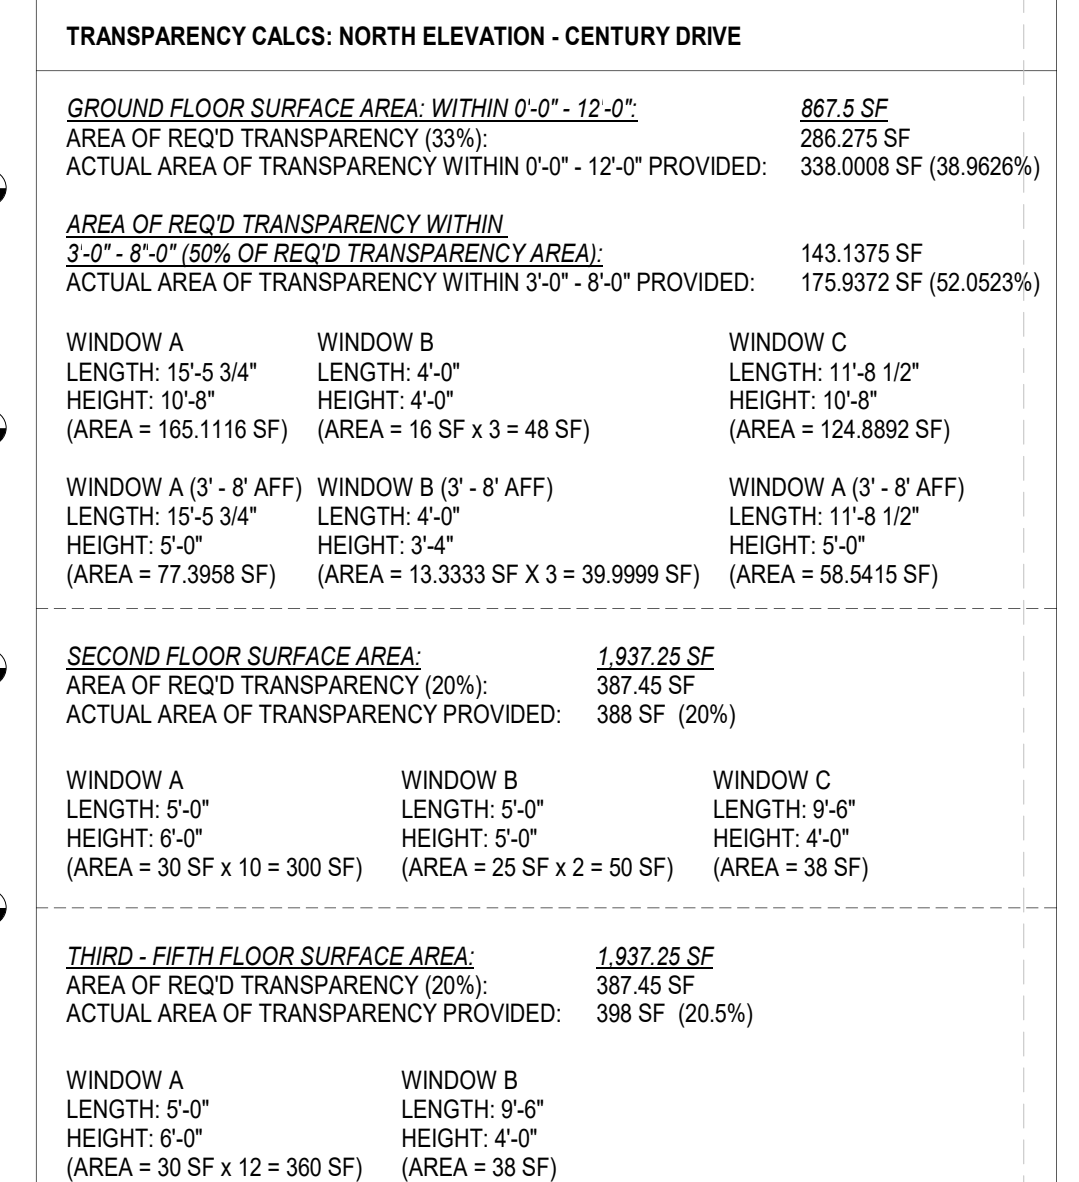 TRANSPARENCY CALCS: NORTH ELEVATION - CENTURY DRIVE
GROUND FLOOR SURFACE AREA: WITHIN 0'-0" - 12'-0": 867.5 SF
AREA OF REQ'D TRANSPARENCY (33%): 286.275 SF
ACTUAL AREA OF TRANSPARENCY WITHIN 0'-0" - 12'-0" PROVIDED: 338.0008 SF (38.9626%)
AREA OF REQ'D TRANSPARENCY WITHIN
3'-0" - 8"-0" (50% OF REQ'D TRANSPARENCY AREA): 143.1375 SF
ACTUAL AREA OF TRANSPARENCY WITHIN 3'-0" - 8'-0" PROVIDED: 175.9372 SF (52.0523%)
WINDOW A WINDOW B WINDOW C
LENGTH: 15'-5 3/4" LENGTH: 4'-0" LENGTH: 11'-8 1/2"
HEIGHT: 10'-8" HEIGHT: 4'-0" HEIGHT: 10'-8"
(AREA = 165.1116 SF) (AREA = 16 SF x 3 = 48 SF) (AREA = 124.8892 SF)
WINDOW A (3' - 8' AFF) WINDOW B (3' - 8' AFF) WINDOW A (3' - 8' AFF)
LENGTH: 15'-5 3/4" LENGTH: 4'-0" LENGTH: 11'-8 1/2"
HEIGHT: 5'-0" HEIGHT: 3'-4" HEIGHT: 5'-0"
(AREA = 77.3958 SF) (AREA = 13.3333 SF X 3 = 39.9999 SF) (AREA = 58.5415 SF)
SECOND FLOOR SURFACE AREA: 1,937.25 SF
AREA OF REQ'D TRANSPARENCY (20%): 387.45 SF
ACTUAL AREA OF TRANSPARENCY PROVIDED: 388 SF (20%)
WINDOW A WINDOW B WINDOW C
LENGTH: 5'-0" LENGTH: 5'-0" LENGTH: 9'-6"
HEIGHT: 6'-0" HEIGHT: 5'-0" HEIGHT: 4'-0"
(AREA = 30 SF x 10 = 300 SF) (AREA = 25 SF x 2 = 50 SF) (AREA = 38 SF)
THIRD - FIFTH FLOOR SURFACE AREA: 1,937.25 SF
AREA OF REQ'D TRANSPARENCY (20%): 387.45 SF
ACTUAL AREA OF TRANSPARENCY PROVIDED: 398 SF (20.5%)
WINDOW A WINDOW B
LENGTH: 5'-0" LENGTH: 9'-6"
HEIGHT: 6'-0" HEIGHT: 4'-0"
(AREA = 30 SF x 12 = 360 SF) (AREA = 38 SF)